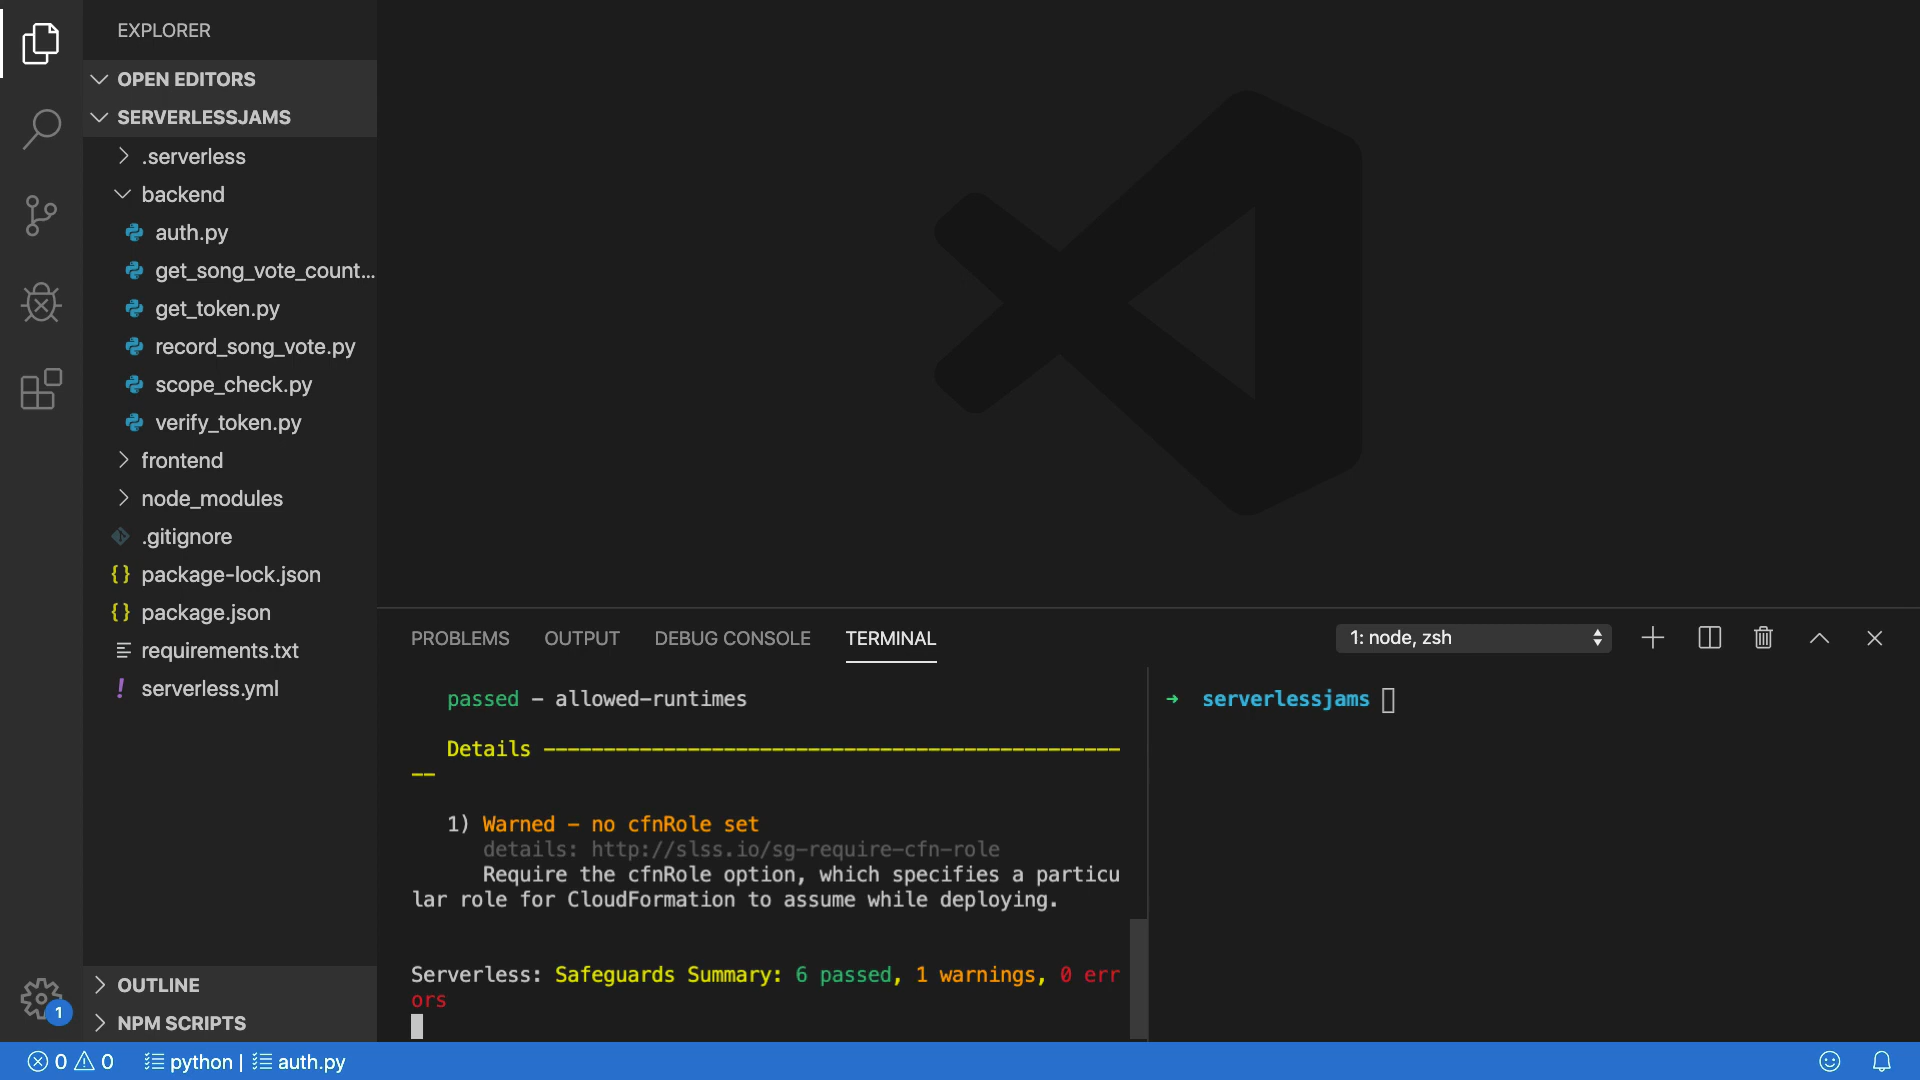 EXPLORER
OPEN EDITORS
SERVERLESSJAMS
.serverless
backend
auth.py
get_song_vote_count...
get_token.py
record_song_vote.py
scope_check.py
verify_token.py
frontend
node_modules
.gitignore
package-lock.json
package.json
requirements.txt
serverless.yml
OUTLINE
NPM SCRIPTS
PROBLEMS OUTPUT DEBUG CONSOLE TERMINAL
1: node, zsh
passed – allowed–runtimes
Details ––––––––––––––––––––––––––––––––––––––––––––––––
––
1) Warned – no cfnRole set
details: http://slss.io/sg–require–cfn–role
Require the cfnRole option, which specifies a particu
lar role for CloudFormation to assume while deploying.
Serverless: Safeguards Summary: 6 passed, 1 warnings, 0 err
ors
➜ serverlessjams
1
0 0 python | auth.py